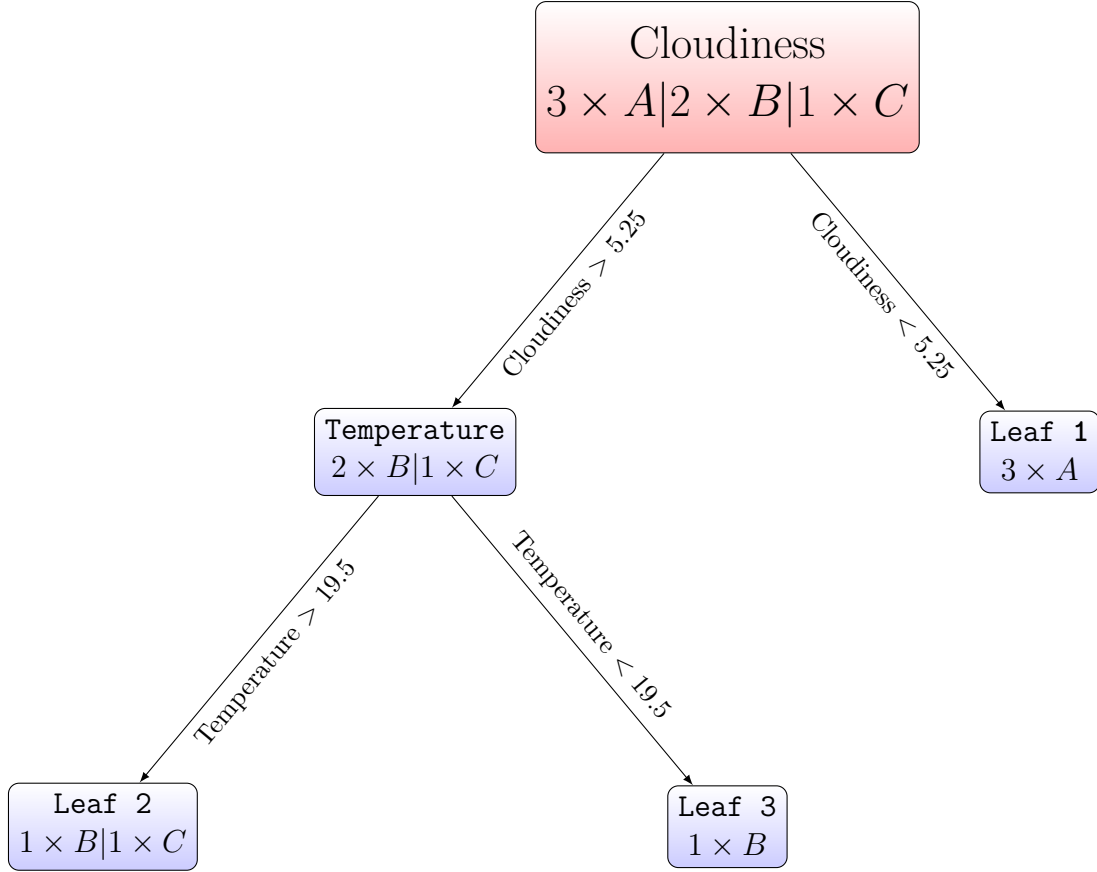 Cloudiness
3 × A|2 × B|1 × C
Cloudiness > 5.25
Cloudiness < 5.25
Temperature
2 × B|1 × C
Leaf 1
3 × A
Temperature > 19.5
Temperature < 19.5
Leaf 2
1 × B|1 × C
Leaf 3
1 × B